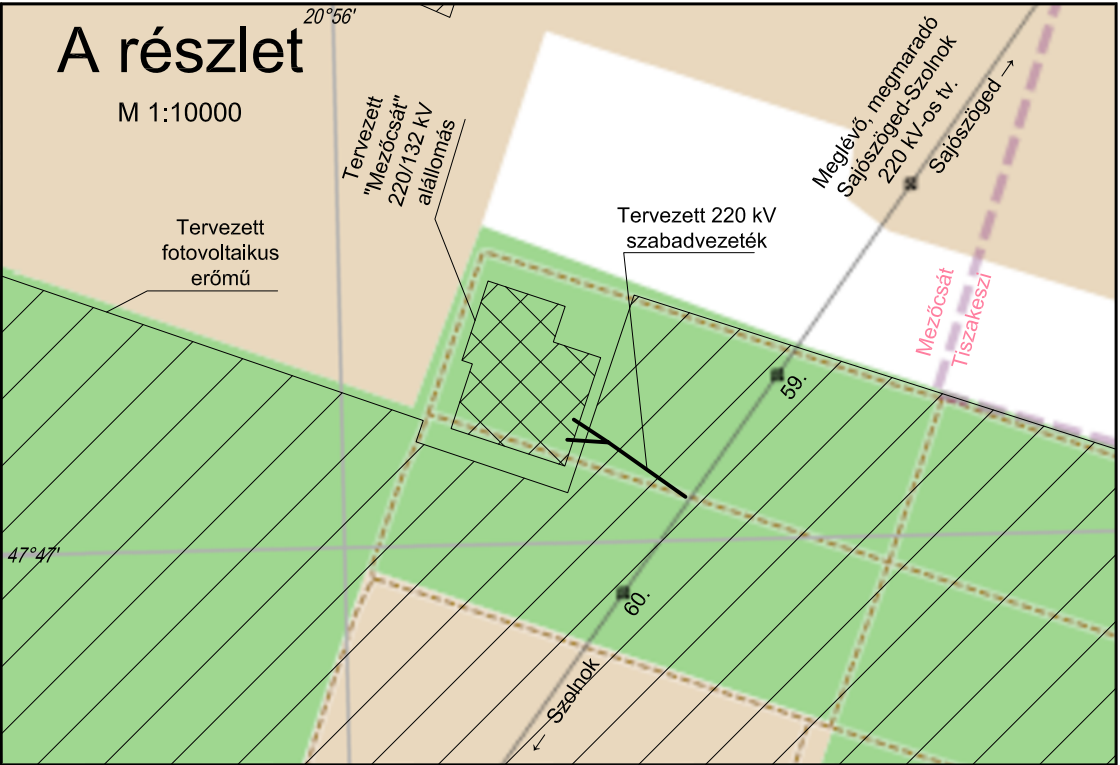 20°56'
A részlet
M 1:10000
Tervezett
"Mezőcsát"
220/132 kV
alállomás
Meglévő, megmaradó
Sajószöged-Szolnok
220 kV-os tv.
Sajószöged →
Tervezett
fotovoltaikus
erőmű
Tervezett 220 kV
szabadvezeték
Mezőcsát
Tiszakeszi
59.
47°47'
60.
← Szolnok